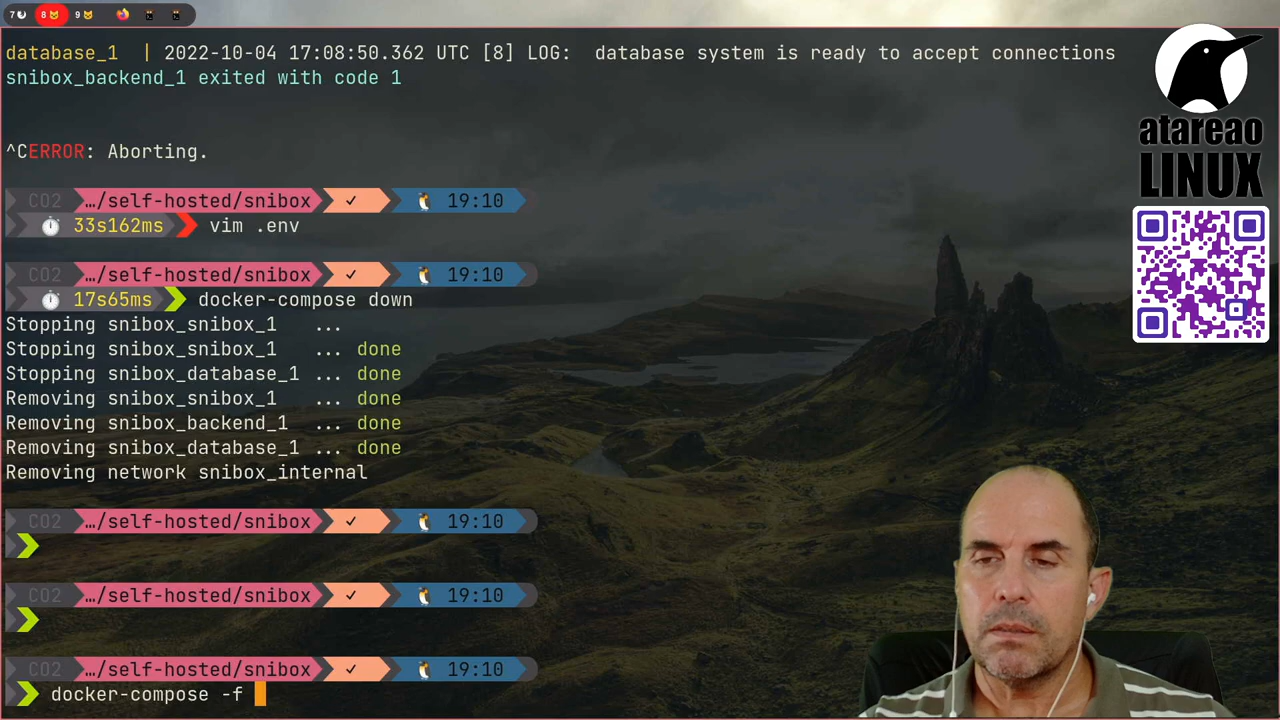 7 8 9
database_1  | 2022-10-04 17:08:50.362 UTC [8] LOG:  database system is ready to accept connections
snibox_backend_1 exited with code 1
^CERROR: Aborting.
CO2 …/self-hosted/snibox ✓ 19:10
33s162ms vim .env
CO2 …/self-hosted/snibox ✓ 19:10
17s65ms docker-compose down
Stopping snibox_snibox_1   ...
Stopping snibox_snibox_1   ... done
Stopping snibox_database_1 ... done
Removing snibox_snibox_1   ... done
Removing snibox_backend_1  ... done
Removing snibox_database_1 ... done
Removing network snibox_internal
CO2 …/self-hosted/snibox ✓ 19:10
CO2 …/self-hosted/snibox ✓ 19:10
CO2 …/self-hosted/snibox ✓ 19:10
docker-compose -f
atareao
LINUX